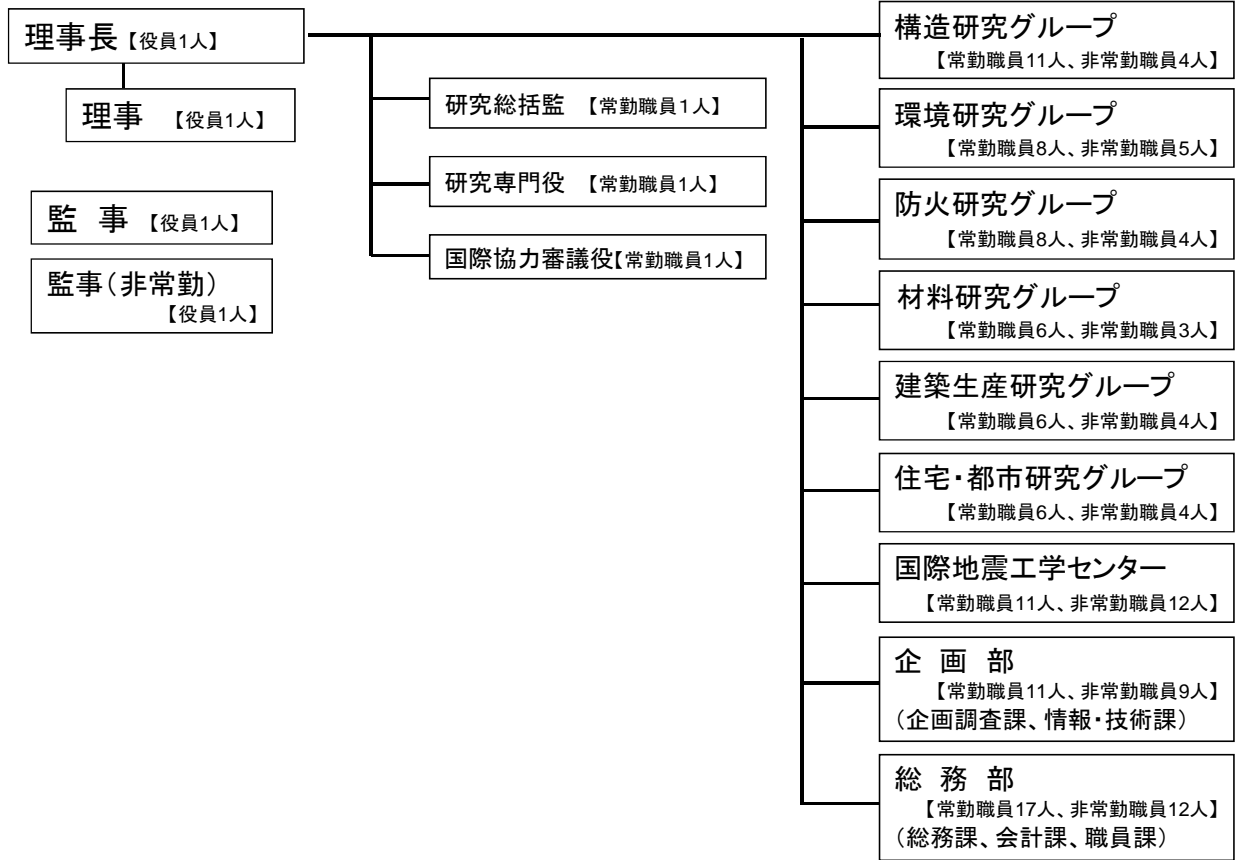 理事長【役員1人】
理事 【役員1人】
監 事 【役員1人】
監事(非常勤)
【役員1人】
研究総括監 【常勤職員1人】
研究専門役 【常勤職員1人】
国際協力審議役【常勤職員1人】
構造研究グループ
【常勤職員11人、非常勤職員4人】
環境研究グループ
【常勤職員8人、非常勤職員5人】
防火研究グループ
【常勤職員8人、非常勤職員4人】
材料研究グループ
【常勤職員6人、非常勤職員3人】
建築生産研究グループ
【常勤職員6人、非常勤職員4人】
住宅・都市研究グループ
【常勤職員6人、非常勤職員4人】
国際地震工学センター
【常勤職員11人、非常勤職員12人】
企 画 部
【常勤職員11人、非常勤職員9人】
(企画調査課、情報・技術課)
総 務 部
【常勤職員17人、非常勤職員12人】
(総務課、会計課、職員課)